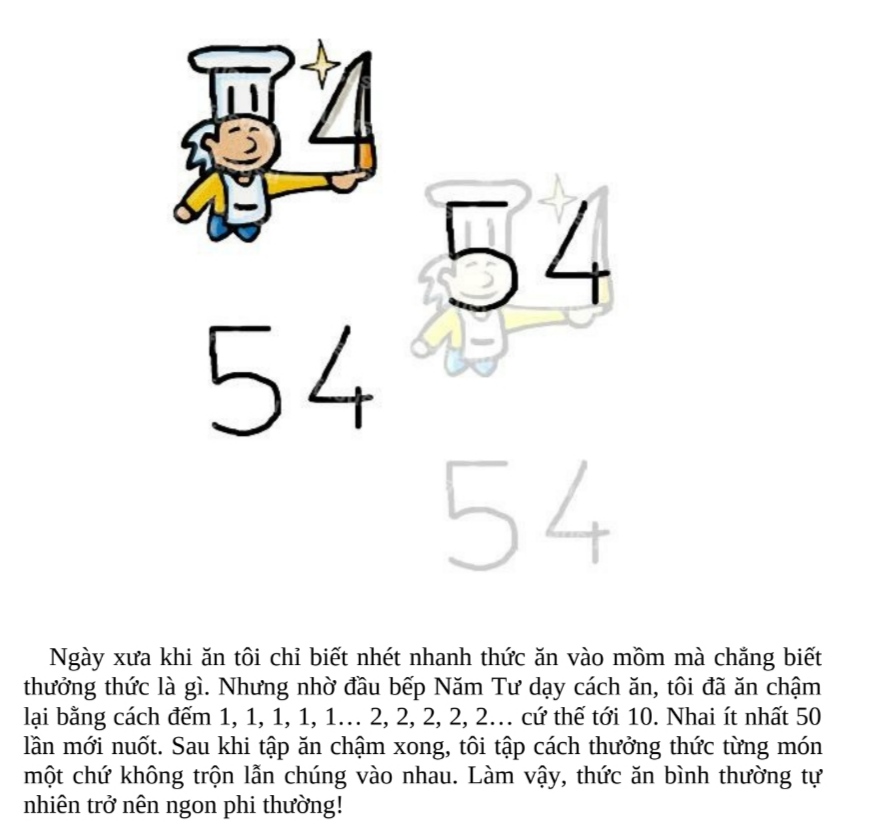 54
54
54
54
Ngày xưa khi ăn tôi chỉ biết nhét nhanh thức ăn vào mồm mà chẳng biết
thưởng thức là gì. Nhưng nhờ đầu bếp Năm Tư dạy cách ăn, tôi đã ăn chậm
lại bằng cách đếm 1, 1, 1, 1, 1… 2, 2, 2, 2, 2… cứ thế tới 10. Nhai ít nhất 50
lần mới nuốt. Sau khi tập ăn chậm xong, tôi tập cách thưởng thức từng món
một chứ không trộn lẫn chúng vào nhau. Làm vậy, thức ăn bình thường tự
nhiên trở nên ngon phi thường!